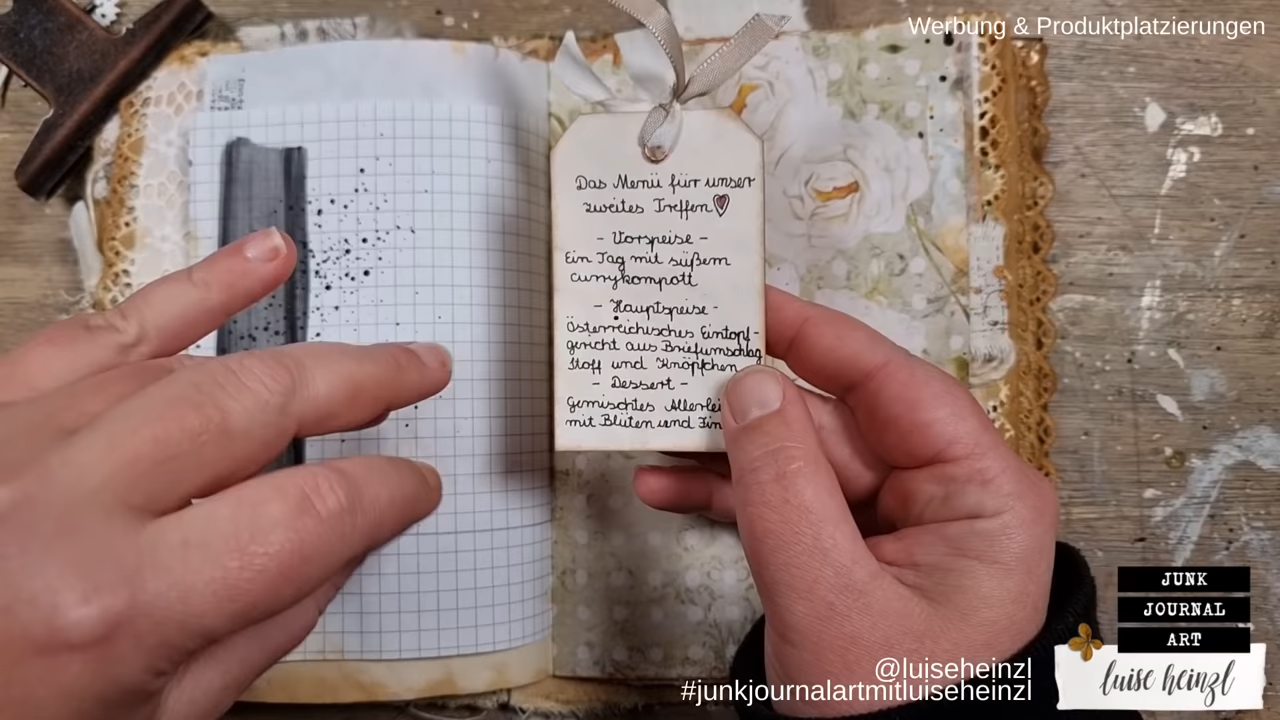 Werbung & Produktplatzierungen
Das Menü für unser
zweites Treffen
- Vorspeise -
Ein Tag mit süßem
Currykompott
- Hauptspeise -
Österreichisches Eintopf-
gericht aus Briefumschlag
Stoff und Knöpfchen
- Dessert -
Gemischtes Allerlei
mit Blüten und
JUNK
JOURNAL
ART
luise heinzl
@luiseheinzl
#junkjournalartmitluiseheinzl